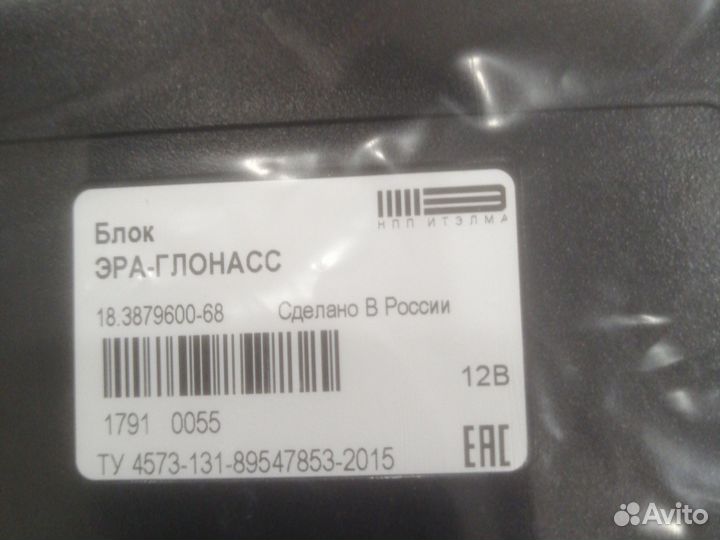 НПП ИТЭЛМА
Блок
ЭРА-ГЛОНАСС
18.3879600-68 Сделано В России
12В
1791 0055
ТУ 4573-131-89547853-2015
EAC
Avito